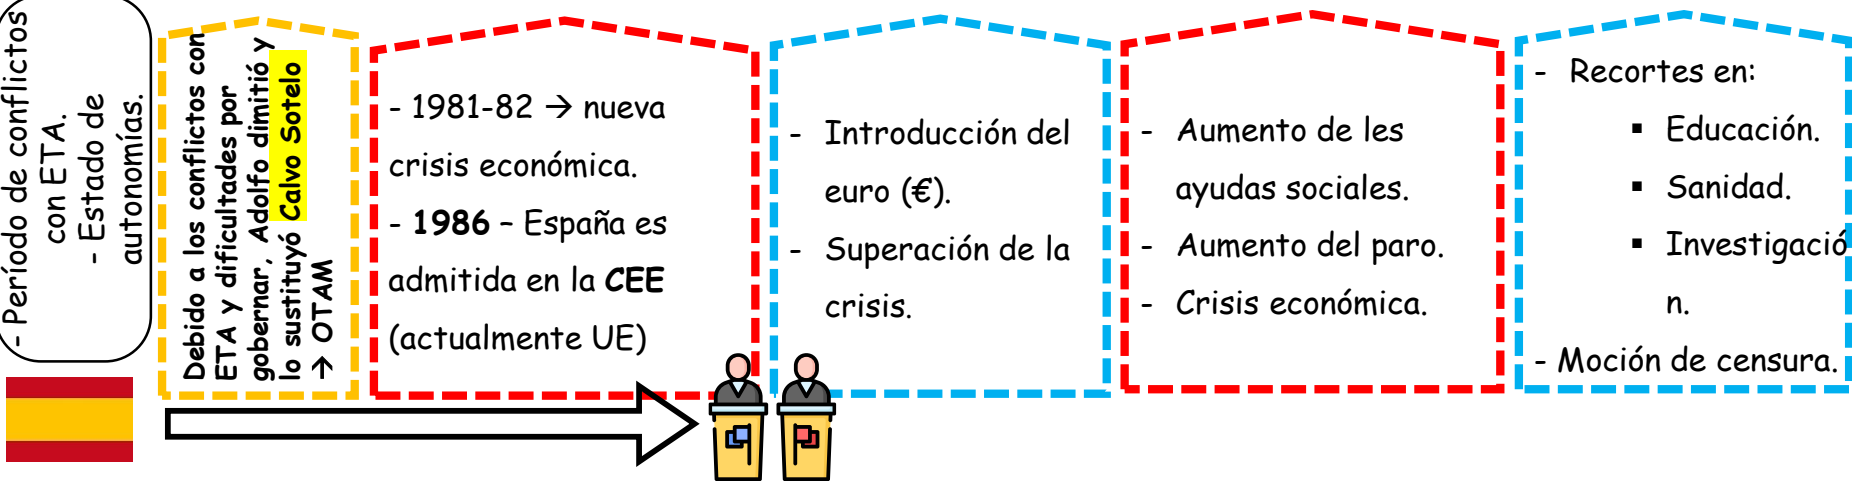 - Período de conflictos
con ETA.
- Estado de
autonomías.
Debido a los conflictos con
ETA y dificultades por
gobernar, Adolfo dimitió y
lo sustituyó Calvo Sotelo
→ OTAM
- 1981-82 → nueva
crisis económica.
- 1986 – España es
admitida en la CEE
(actualmente UE)
- Introducción del
euro (€).
- Superación de la
crisis.
- Aumento de les
ayudas sociales.
- Aumento del paro.
- Crisis económica.
- Recortes en:
▪ Educación.
▪ Sanidad.
▪ Investigació
n.
- Moción de censura.